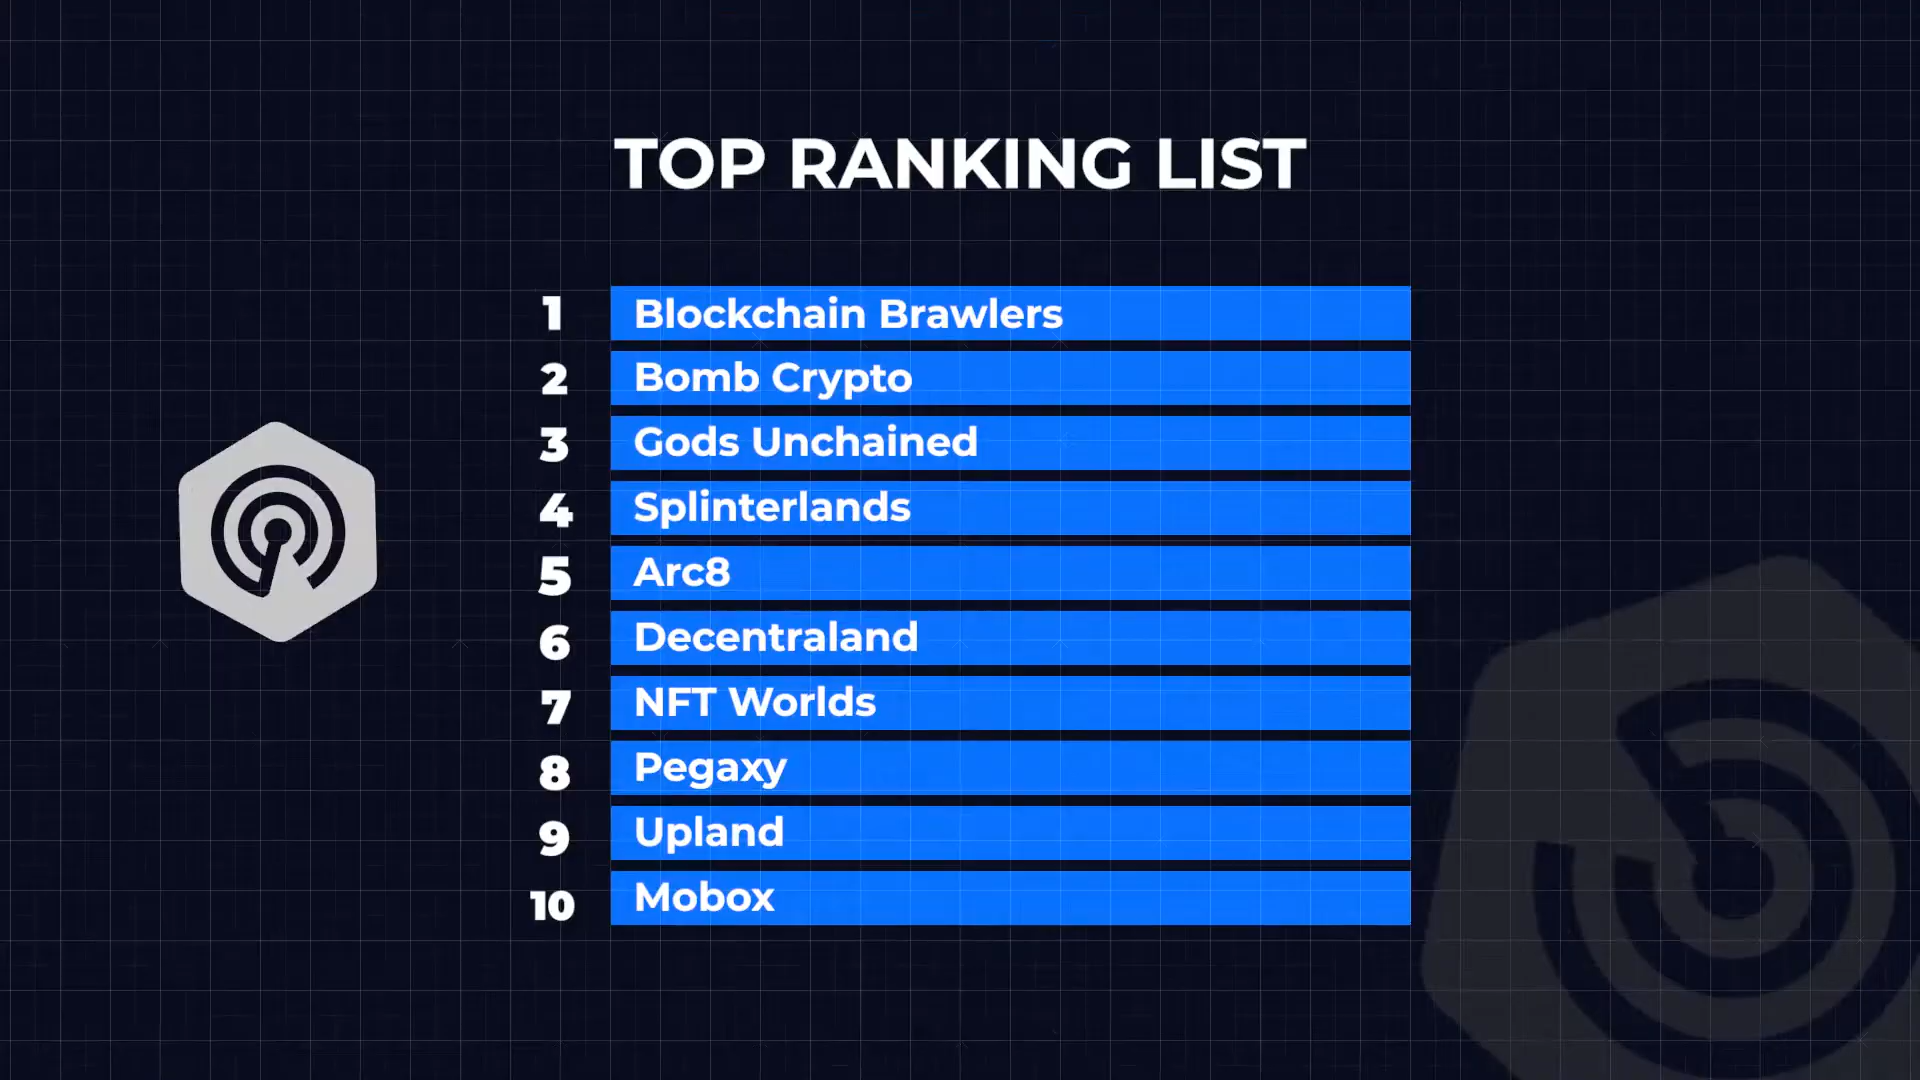 TOP RANKING LIST
1 Blockchain Brawlers
2 Bomb Crypto
3 Gods Unchained
4 Splinterlands
5 Arc8
6 Decentraland
7 NFT Worlds
8 Pegaxy
9 Upland
10 Mobox